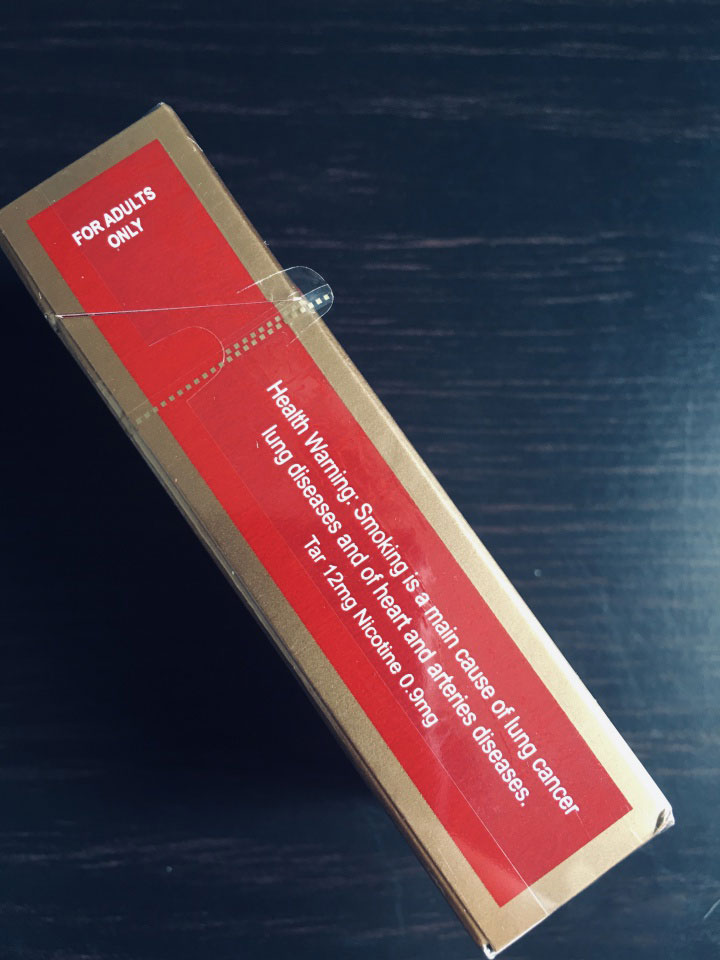 FOR ADULTS
ONLY
Health Warning: Smoking is a main cause of lung cancer
lung diseases and of heart and arteries diseases.
Tar 12mg Nicotine 0.9mg